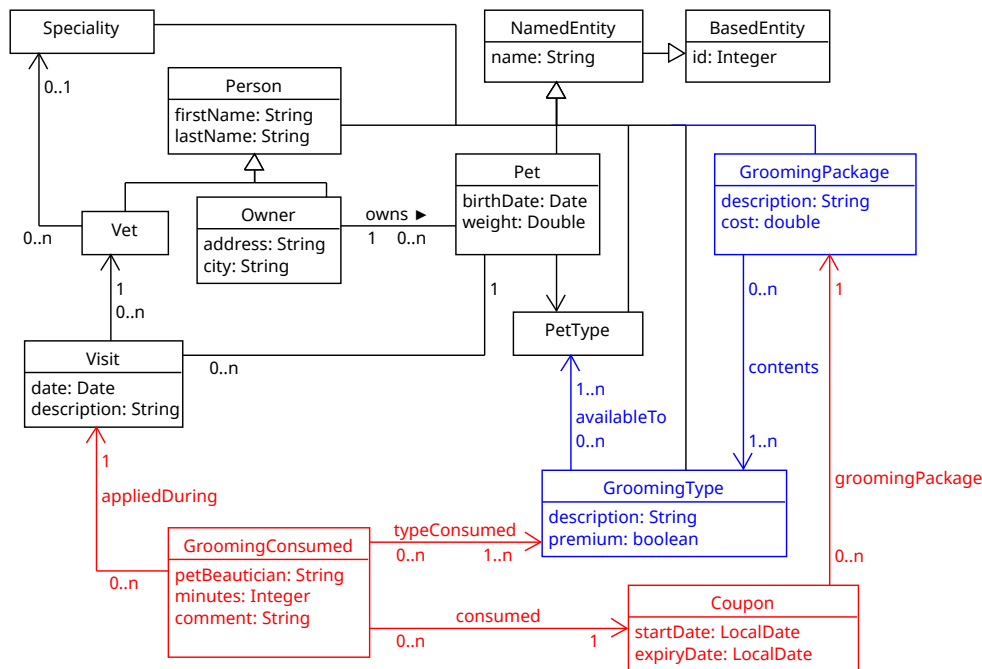 Speciality
NamedEntity
name: String
BasedEntity
id: Integer
0..1
Person
firstName: String
lastName: String
Pet
birthDate: Date
weight: Double
GroomingPackage
description: String
cost: double
Vet
0..n
Owner
address: String
city: String
owns ►
1 0..n
1
0..n
1
0..n
1
PetType
0..n
Visit
date: Date
description: String
0..n
contents
1..n
1..n
availableTo
0..n
1
appliedDuring
0..n
groomingPackage
0..n
GroomingType
description: String
premium: boolean
GroomingConsumed
petBeautician: String
minutes: Integer
comment: String
typeConsumed
0..n 1..n
consumed
0..n 1
Coupon
startDate: LocalDate
expiryDate: LocalDate